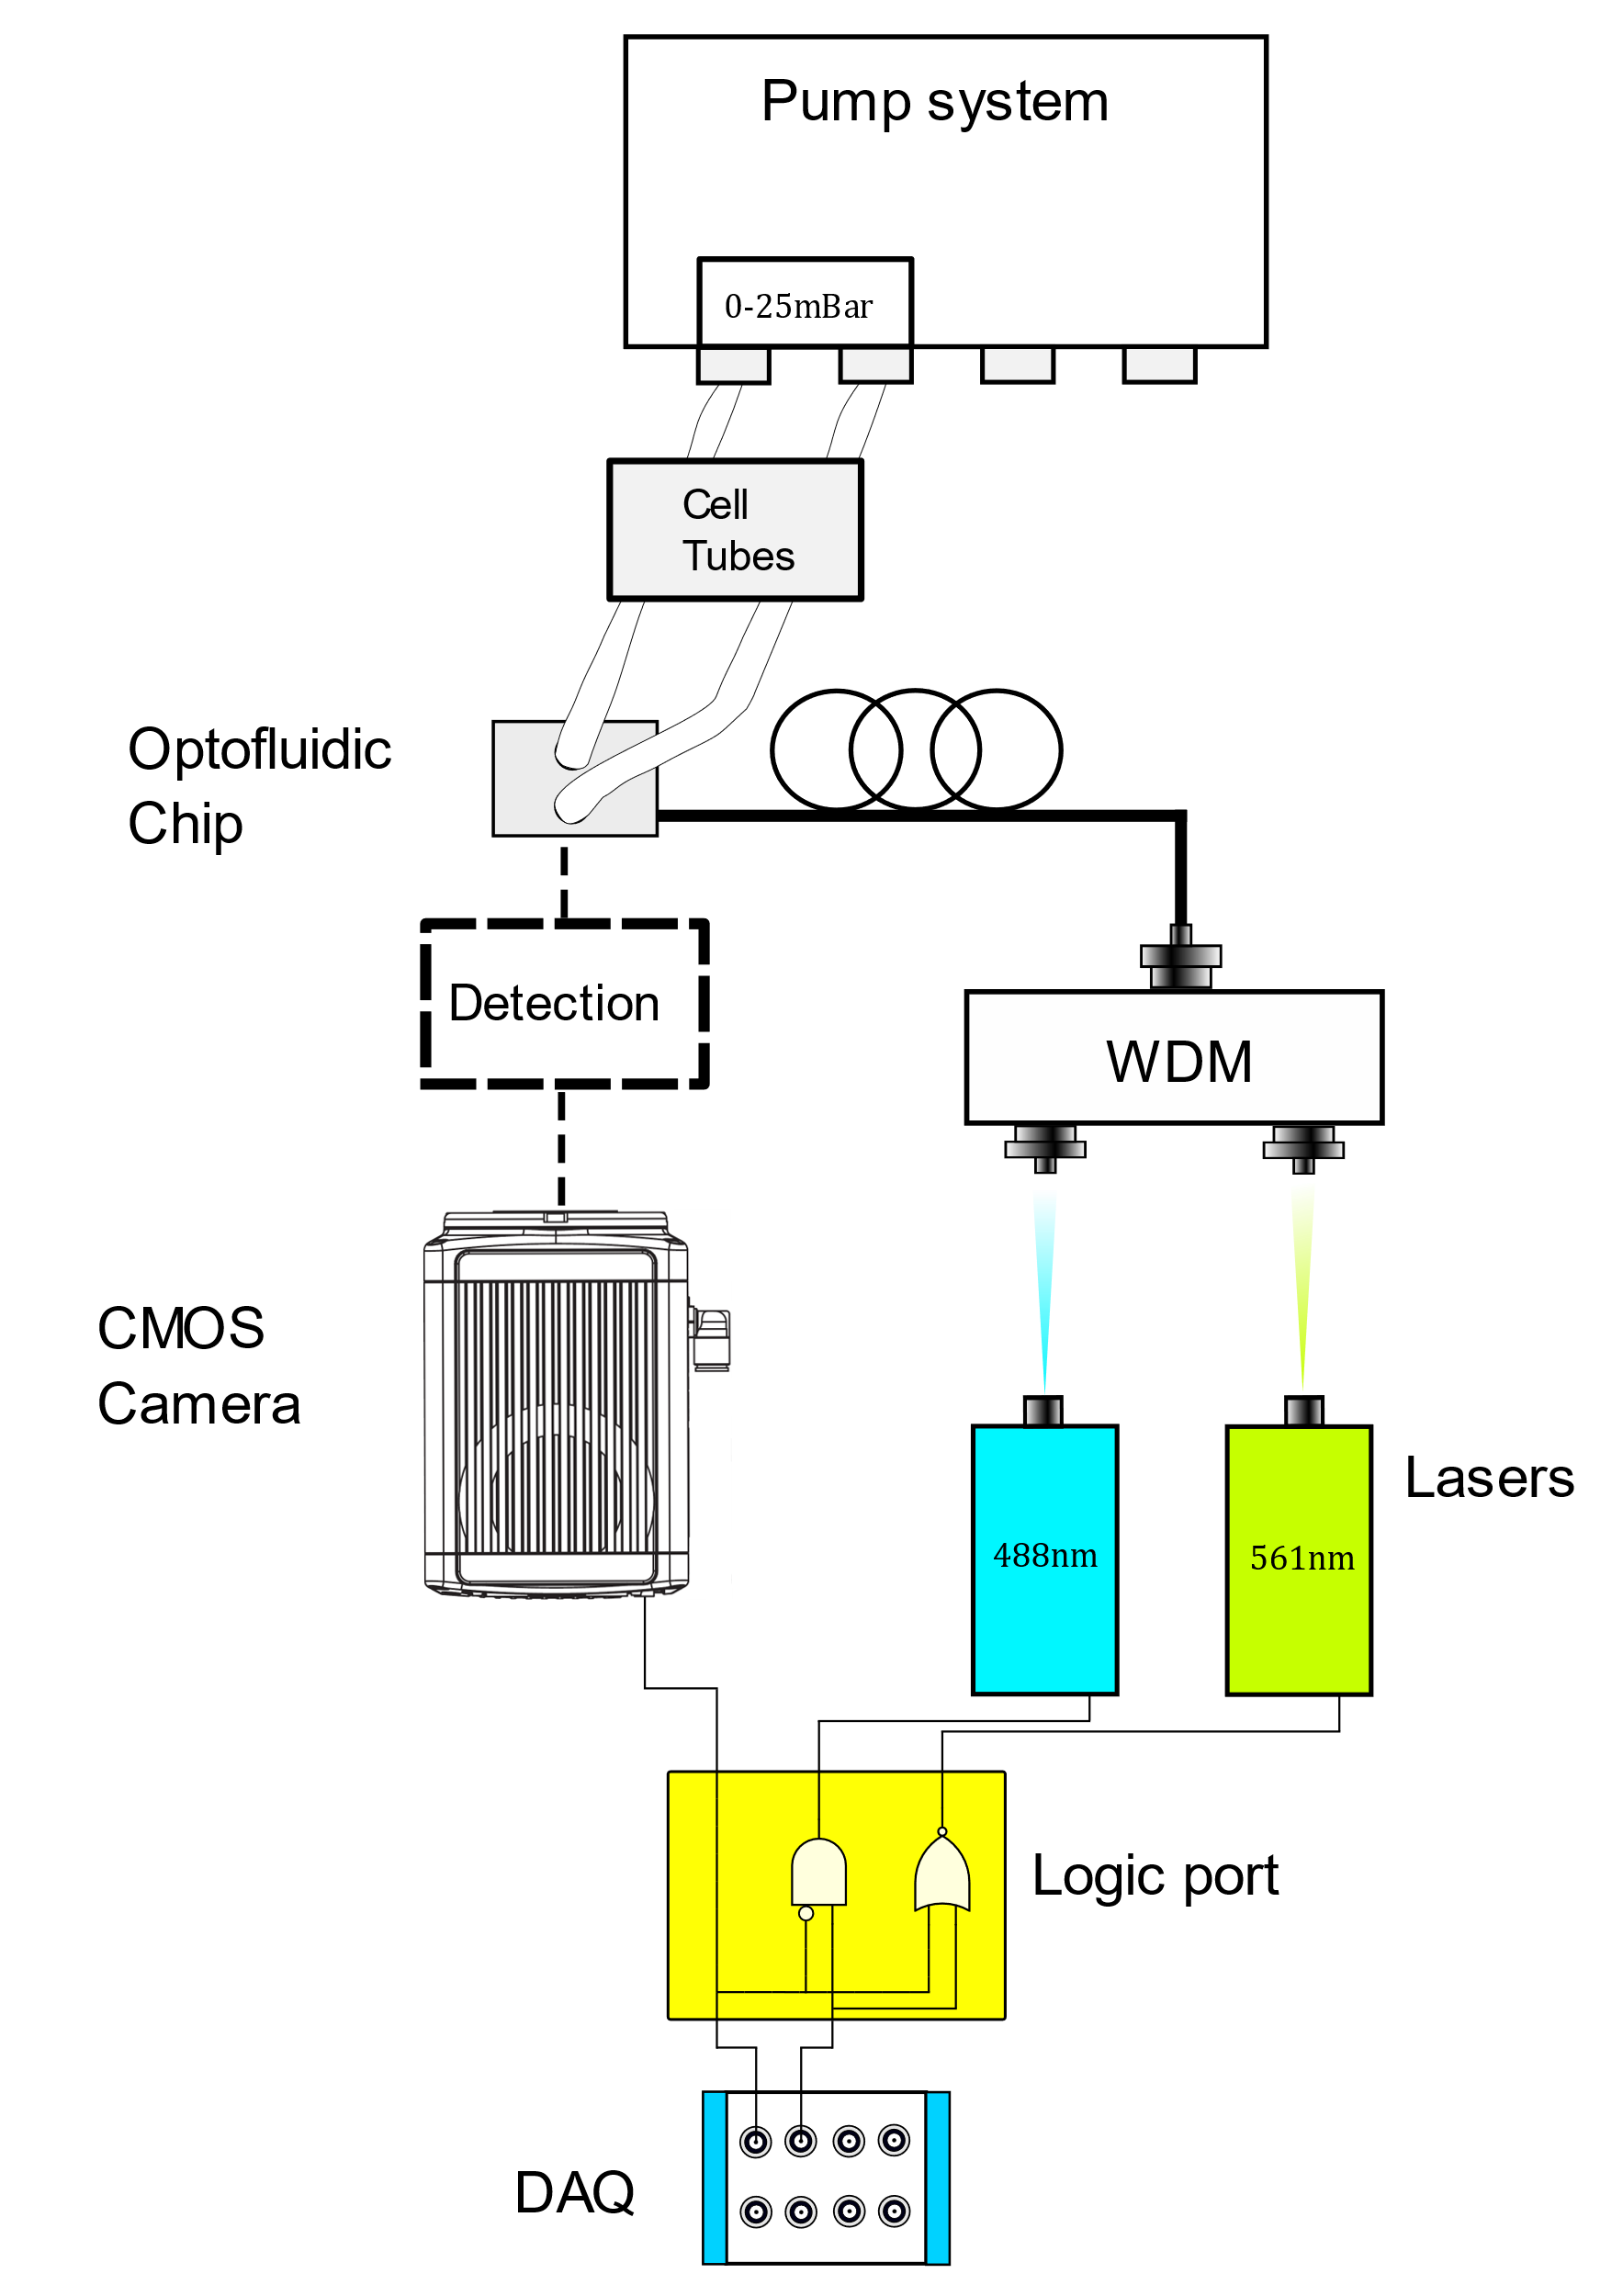 Pump system
0-25mBar
Cell
Tubes
Optofluidic
Chip
Detection
WDM
CMOS
Camera
Lasers
488nm
561nm
Logic port
DAQ